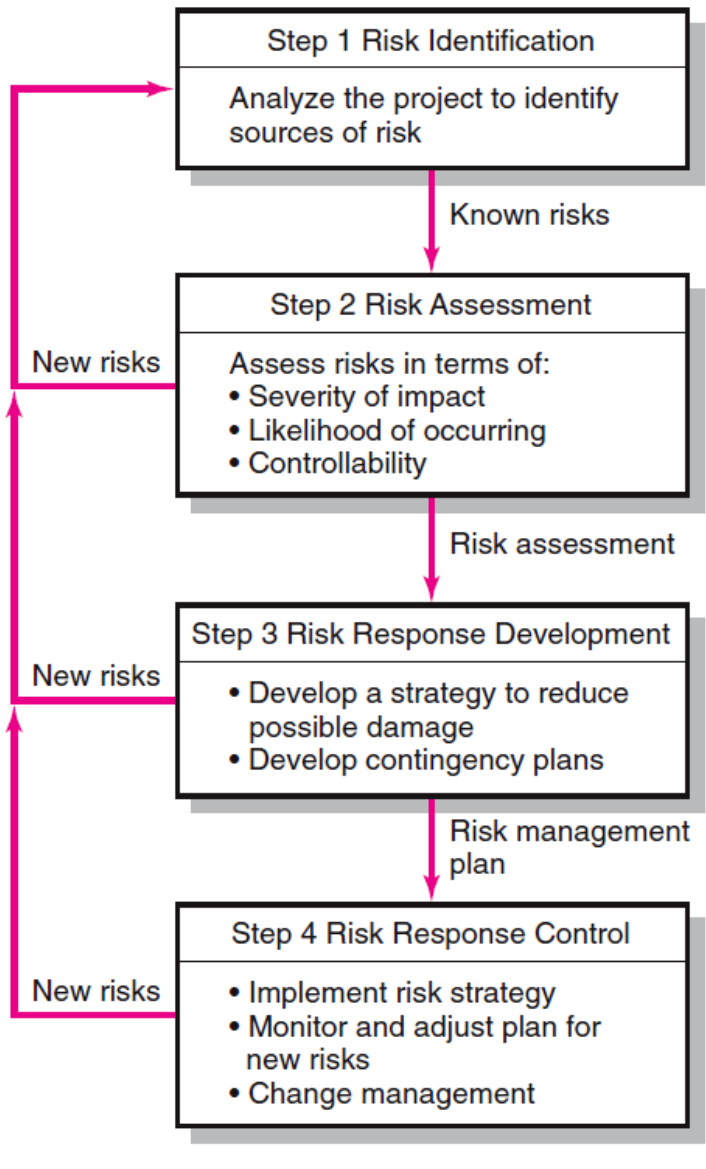 Step 1 Risk Identification
Analyze the project to identify
sources of risk
Known risks
Step 2 Risk Assessment
New risks
Assess risks in terms of:
• Severity of impact
• Likelihood of occurring
• Controllability
Risk assessment
Step 3 Risk Response Development
New risks
• Develop a strategy to reduce
possible damage
• Develop contingency plans
Risk management
plan
Step 4 Risk Response Control
New risks
• Implement risk strategy
• Monitor and adjust plan for
new risks
• Change management